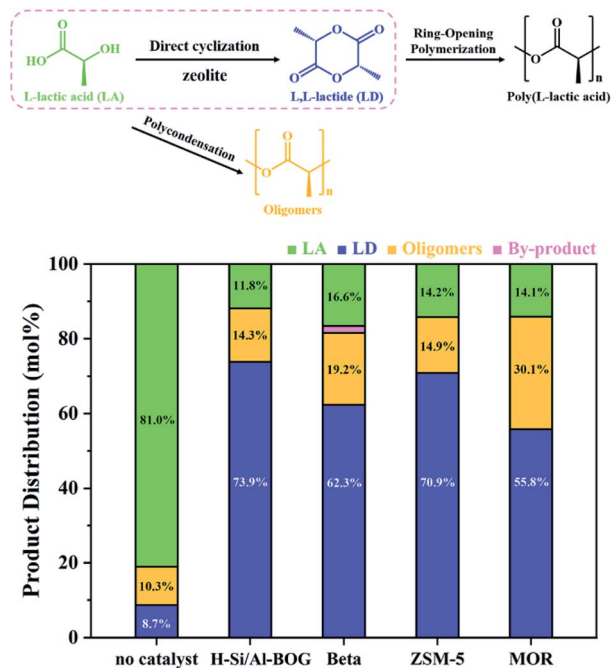 O
OH
HO
L-lactic acid (LA)
Direct cyclization
zeolite
O
O
O
O
L,L-lactide (LD)
Ring-Opening
Polymerization
O
O
n
Poly(L-lactic acid)
Polycondensation
O
O
n
Oligomers
LA LD Oligomers By-product
Product Distribution (mol%)
100
80
60
40
20
0
81.0%
10.3%
8.7%
11.8%
14.3%
73.9%
16.6%
19.2%
62.3%
14.2%
14.9%
70.9%
14.1%
30.1%
55.8%
no catalyst H-Si/Al-BOG Beta ZSM-5 MOR